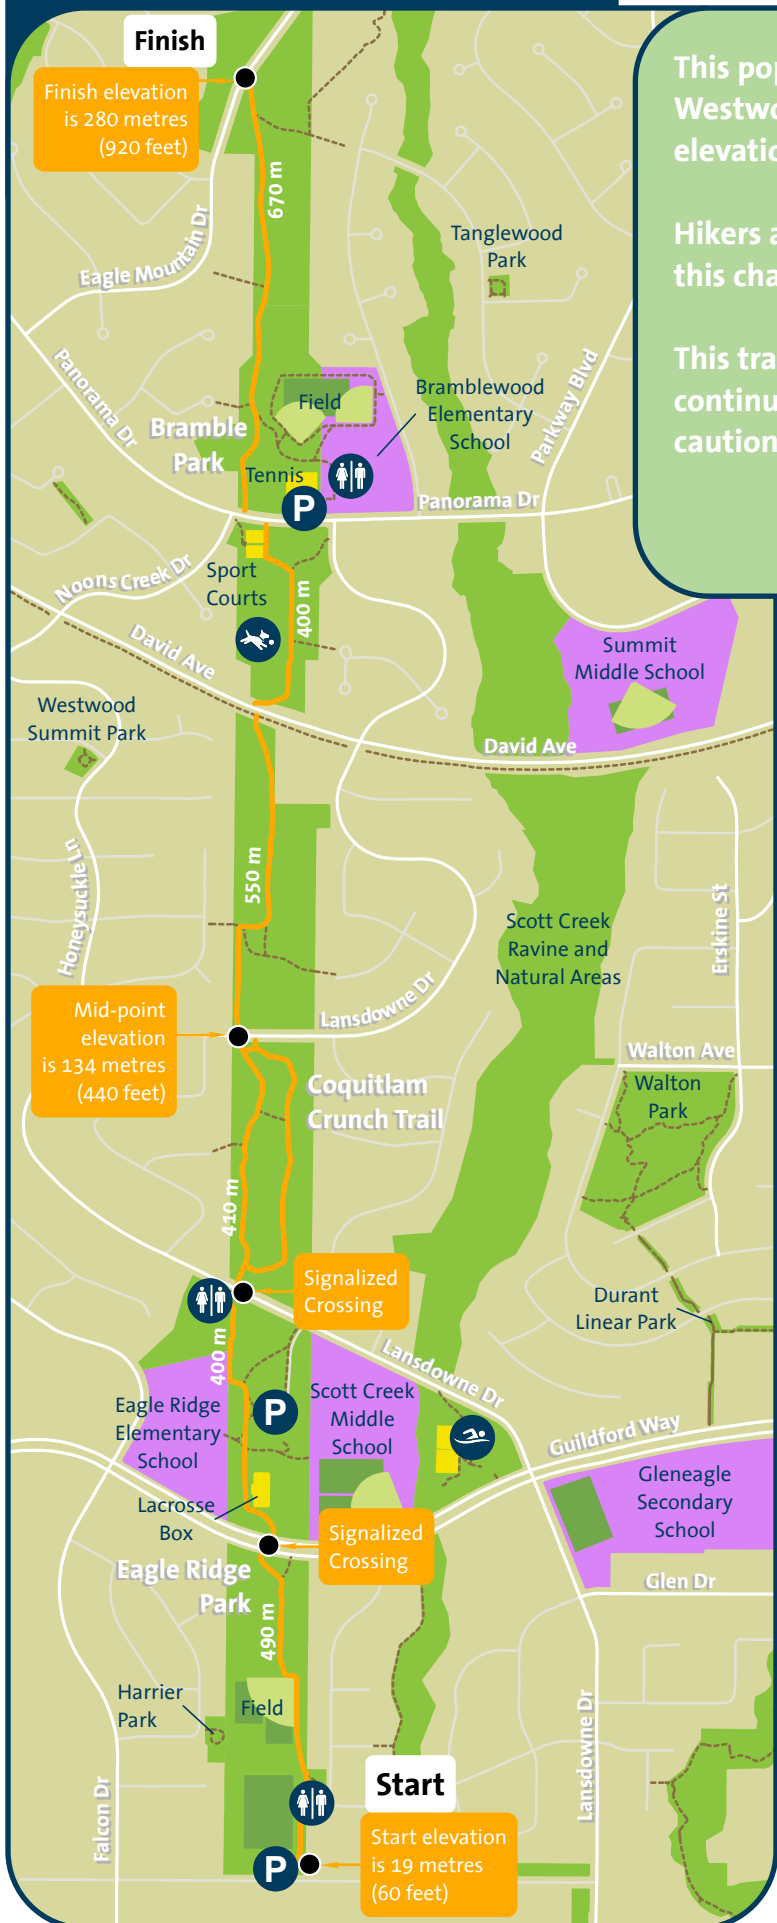 Finish
Finish elevation
is 280 metres
(920 feet)
670 m
Eagle Mountain Dr
Tanglewood
Park
This pop
Westwo
elevatio
Hikers a
this cha
This tra
continu
caution
Panorama Dr
Bramble
Park
Field
Tennis
P
Bramblewood
Elementary
School
Parkway Blvd
Panorama Dr
Noons Creek Dr
Sport
Courts
400 m
David Ave
Summit
Middle School
Westwood
Summit Park
David Ave
Honeysuckle Ln
550 m
Scott Creek
Ravine and
Natural Areas
Erskine St
Lansdowne Dr
Mid-point
elevation
is 134 metres
(440 feet)
Walton Ave
Walton
Park
Coquitlam
Crunch Trail
410 m
Signalized
Crossing
Durant
Linear Park
400 m
Lansdowne Dr
Eagle Ridge
Elementary
School
P
Scott Creek
Middle
School
Guildford Way
Gleneagle
Secondary
School
Lacrosse
Box
Signalized
Crossing
Eagle Ridge
Park
Glen Dr
490 m
Harrier
Park
Field
Lansdowne Dr
Falcon Dr
Start
Start elevation
is 19 metres
(60 feet)
P